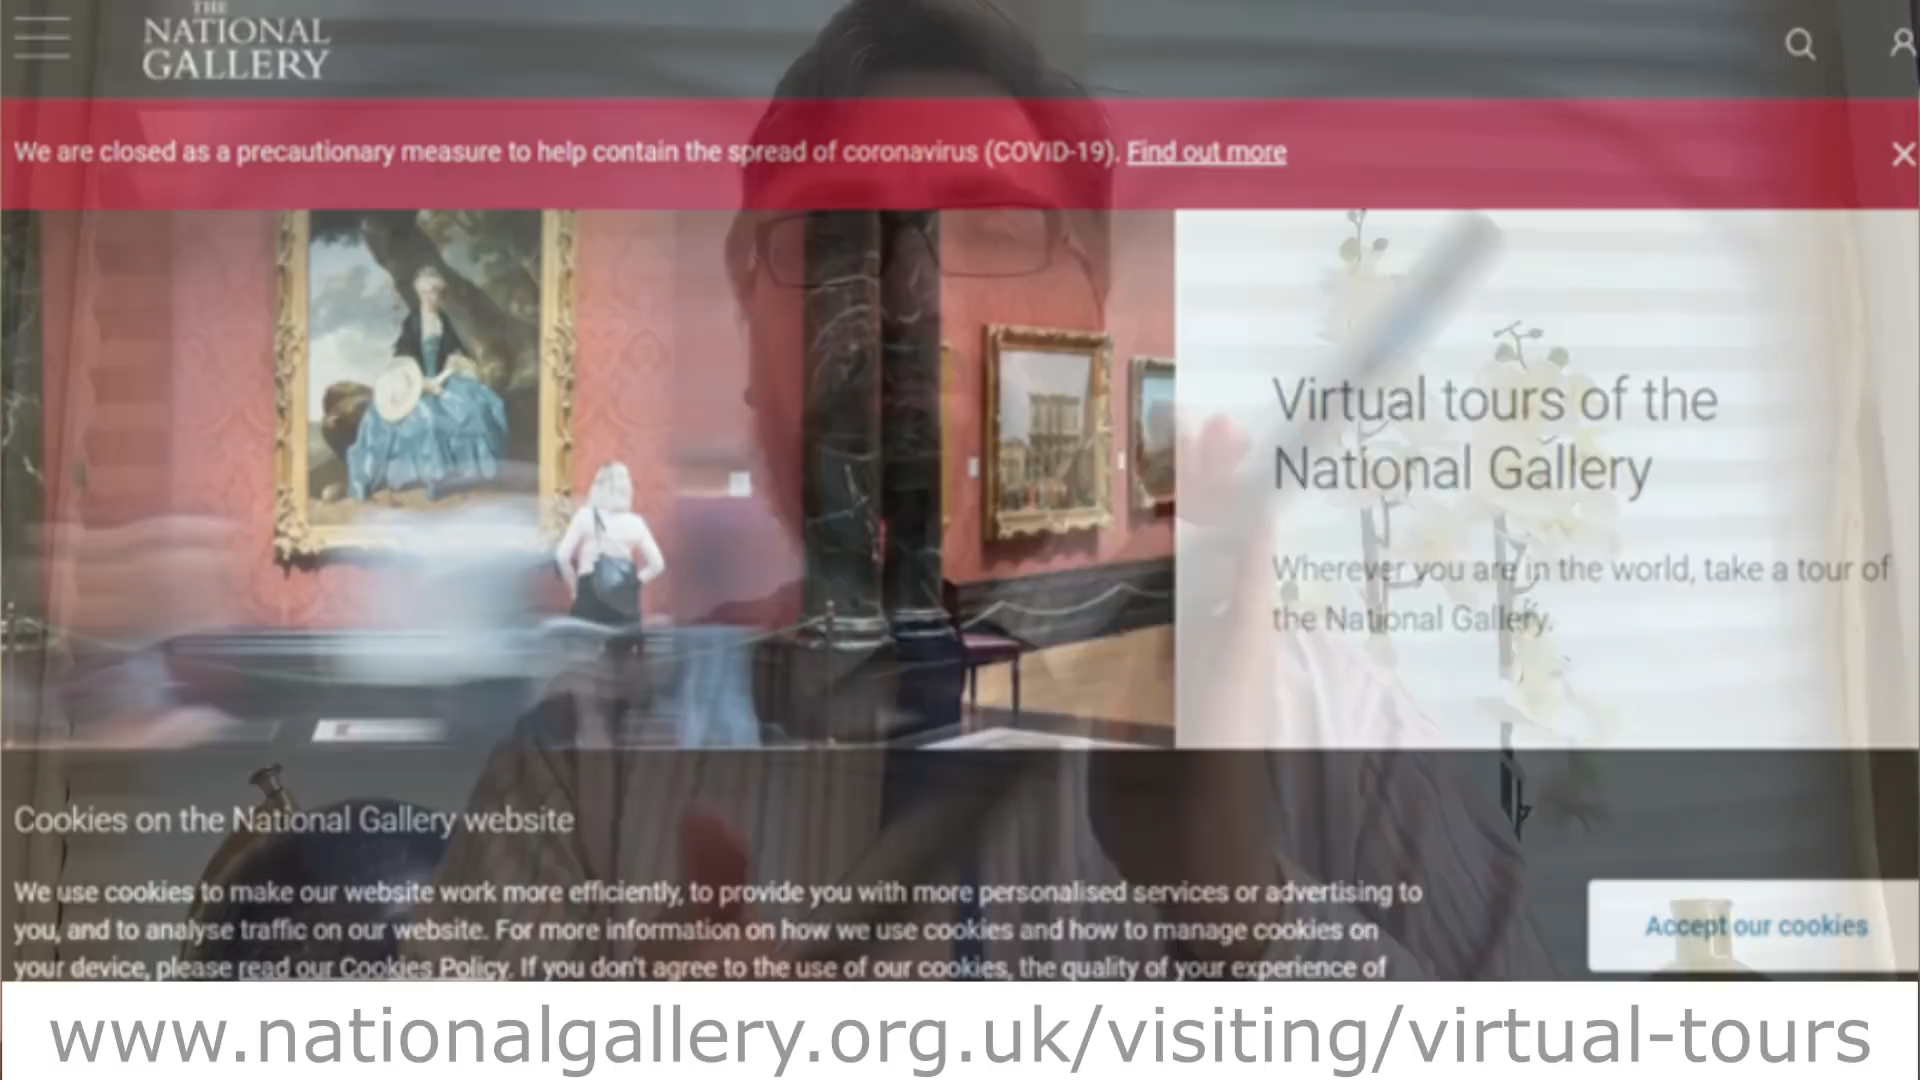 THE
NATIONAL
GALLERY
We are closed as a precautionary measure to help contain the spread of coronavirus (COVID-19). Find out more
Virtual tours of the
National Gallery
Wherever you are in the world, take a tour of
the National Gallery.
Cookies on the National Gallery website
We use cookies to make our website work more efficiently, to provide you with more personalised services or advertising to
you, and to analyse traffic on our website. For more information on how we use cookies and how to manage cookies on
your device, please read our Cookies Policy. If you don't agree to the use of our cookies, the quality of your experience of
Accept our cookies
www.nationalgallery.org.uk/visiting/virtual-tours